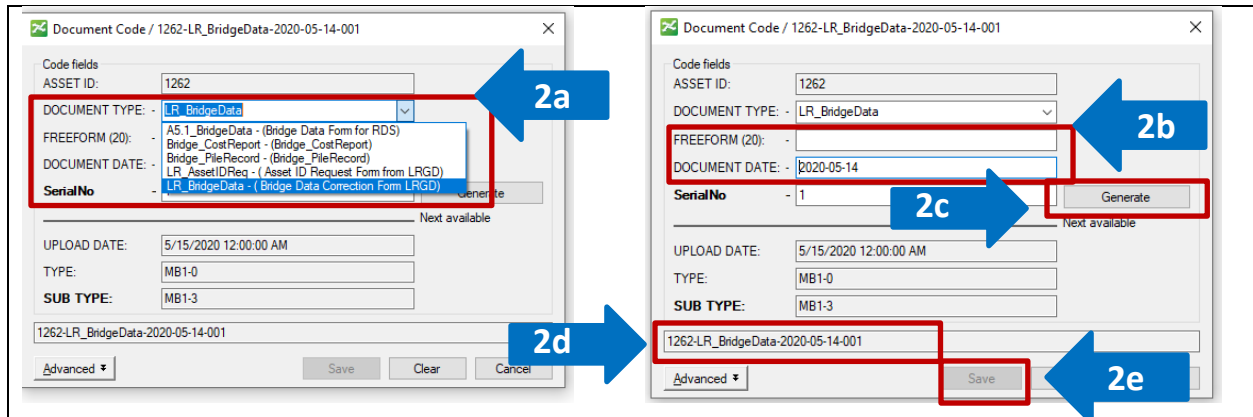 Document Code / 1262-LR_BridgeData-2020-05-14-001
Code fields
ASSET ID: 1262
DOCUMENT TYPE: - LR_BridgeData
A5.1_BridgeData - (Bridge Data Form for RDS)
FREEFORM (20): -
Bridge_CostReport - (Bridge_CostReport)
Bridge_PileRecord - (Bridge_PileRecord)
DOCUMENT DATE: -
LR_AssetIDReq - ( Asset ID Request Form from LRGD)
LR_BridgeData - ( Bridge Data Correction Form LRGD)
SerialNo - Generate
Next available
UPLOAD DATE: 5/15/2020 12:00:00 AM
TYPE: MB1-0
SUB TYPE: MB1-3
1262-LR_BridgeData-2020-05-14-001
Advanced Save Clear Cancel
2a
2d
Document Code / 1262-LR_BridgeData-2020-05-14-001
Code fields
ASSET ID: 1262
DOCUMENT TYPE: - LR_BridgeData
FREEFORM (20): -
DOCUMENT DATE: - 2020-05-14
SerialNo - 1 Generate
Next available
UPLOAD DATE: 5/15/2020 12:00:00 AM
TYPE: MB1-0
SUB TYPE: MB1-3
1262-LR_BridgeData-2020-05-14-001
Advanced Save
2b
2c
2e